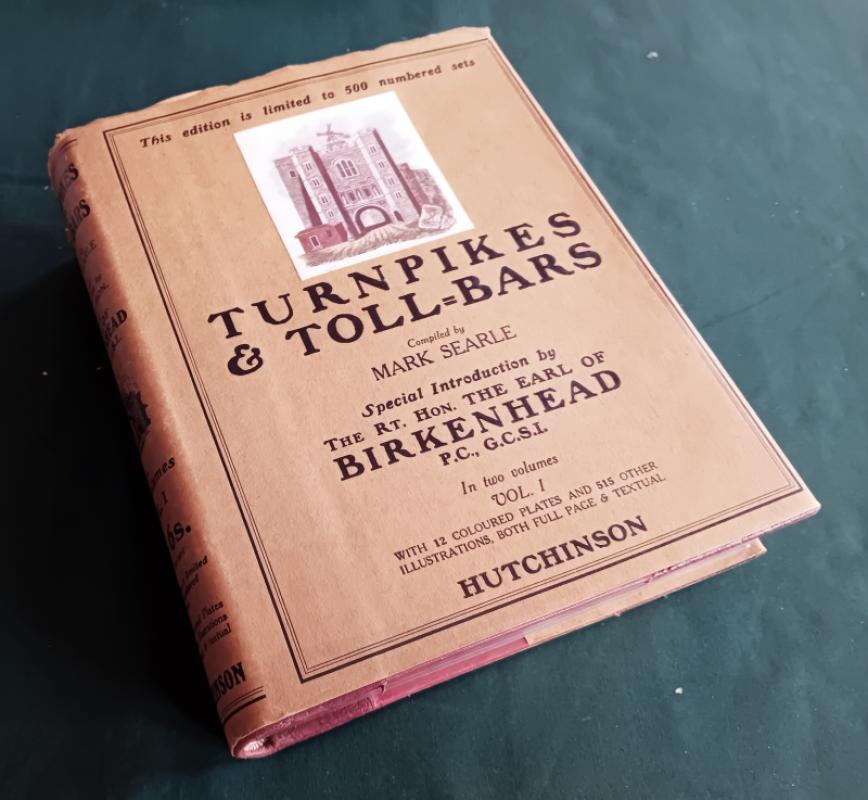 This edition is limited to 500 numbered sets
TURNPIKES
& TOLL=BARS
Compiled by
MARK SEARLE
Special Introduction by
THE RT. HON. THE EARL OF
BIRKENHEAD
P.C., G.C.S.I.
In two volumes
VOL. I
WITH 12 COLOURED PLATES AND 515 OTHER
ILLUSTRATIONS, BOTH FULL PAGE & TEXTUAL
HUTCHINSON